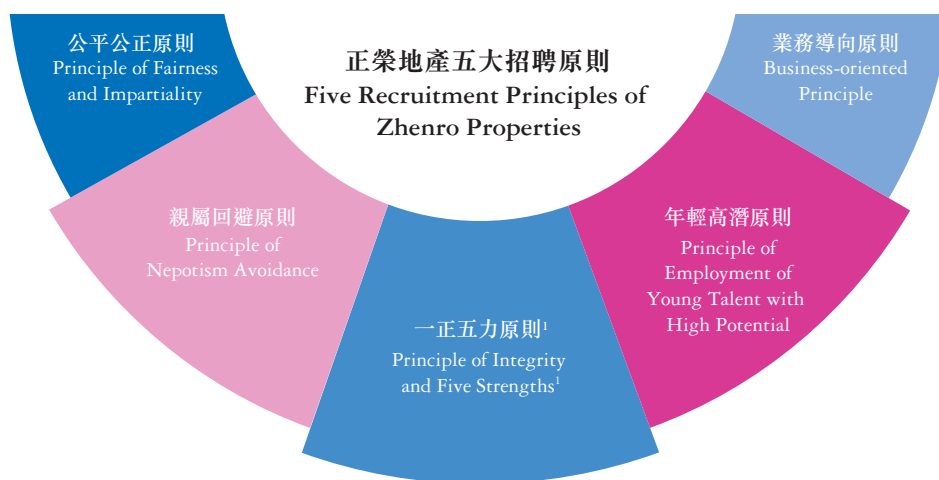 正榮地產五大招聘原則
Five Recruitment Principles of
Zhenro Properties
公平公正原則
Principle of Fairness
and Impartiality
親屬回避原則
Principle of
Nepotism Avoidance
一正五力原則¹
Principle of Integrity
and Five Strengths¹
年輕高潛原則
Principle of
Employment of
Young Talent with
High Potential
業務導向原則
Business-oriented
Principle